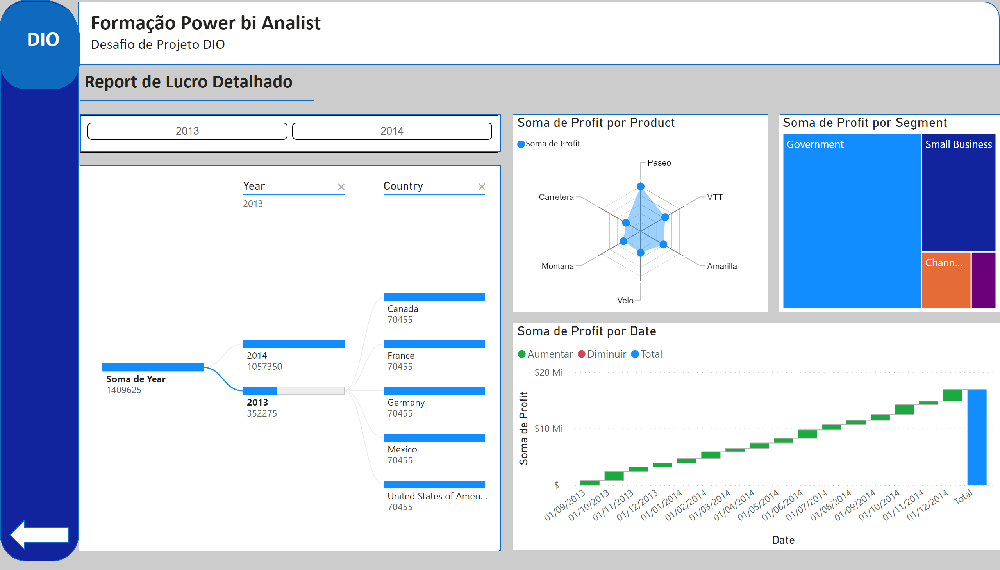 DIO
Formação Power bi Analist
Desafio de Projeto DIO
Report de Lucro Detalhado
2013
2014
Year
2013
Country
Soma de Year
1409625
2014
1057350
2013
352275
Canada
70455
France
70455
Germany
70455
Mexico
70455
United States of Ameri...
70455
Soma de Profit por Product
Soma de Profit
Paseo
VTT
Amarilla
Velo
Montana
Carretera
Soma de Profit por Segment
Government
Small Business
Chann...
Soma de Profit por Date
Aumentar Diminuir Total
Soma de Profit
$20 Mi
$10 Mi
$-
01/09/2013
01/10/2013
01/11/2013
01/12/2013
01/01/2014
01/02/2014
01/03/2014
01/04/2014
01/05/2014
01/06/2014
01/07/2014
01/08/2014
01/09/2014
01/10/2014
01/11/2014
01/12/2014
Total
Date